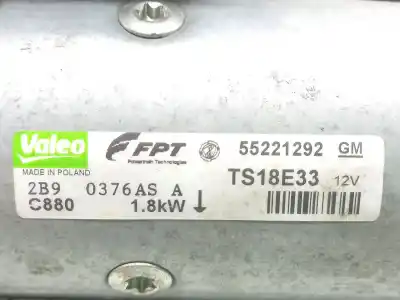 Valeo
FPT
Powertrain Technologies
55221292 GM
MADE IN POLAND
TS18E33 12V
2B9 0376AS A
C880 1.8kW ↓